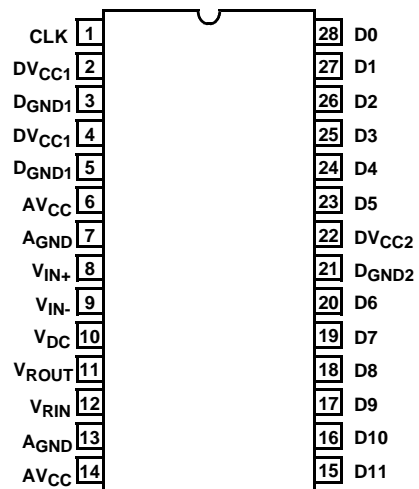 CLK 1 28 D0
DVCC1 2 27 D1
DGND1 3 26 D2
DVCC1 4 25 D3
DGND1 5 24 D4
AVCC 6 23 D5
AGND 7 22 DVCC2
VIN+ 8 21 DGND2
VIN- 9 20 D6
VDC 10 19 D7
VROUT 11 18 D8
VRIN 12 17 D9
AGND 13 16 D10
AVCC 14 15 D11